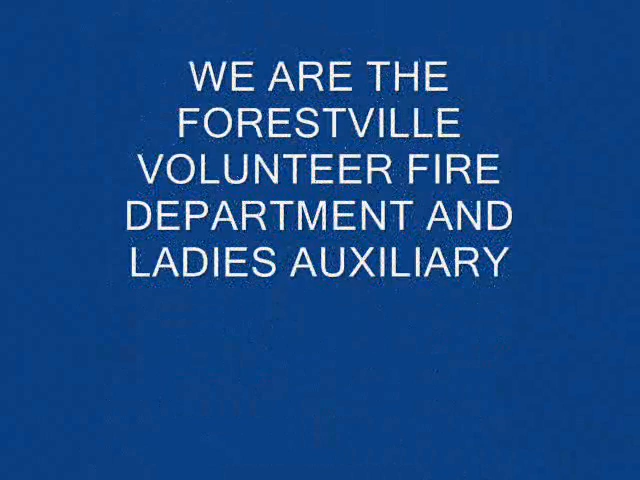 WE ARE THE
FORESTVILLE
VOLUNTEER FIRE
DEPARTMENT AND
LADIES AUXILIARY